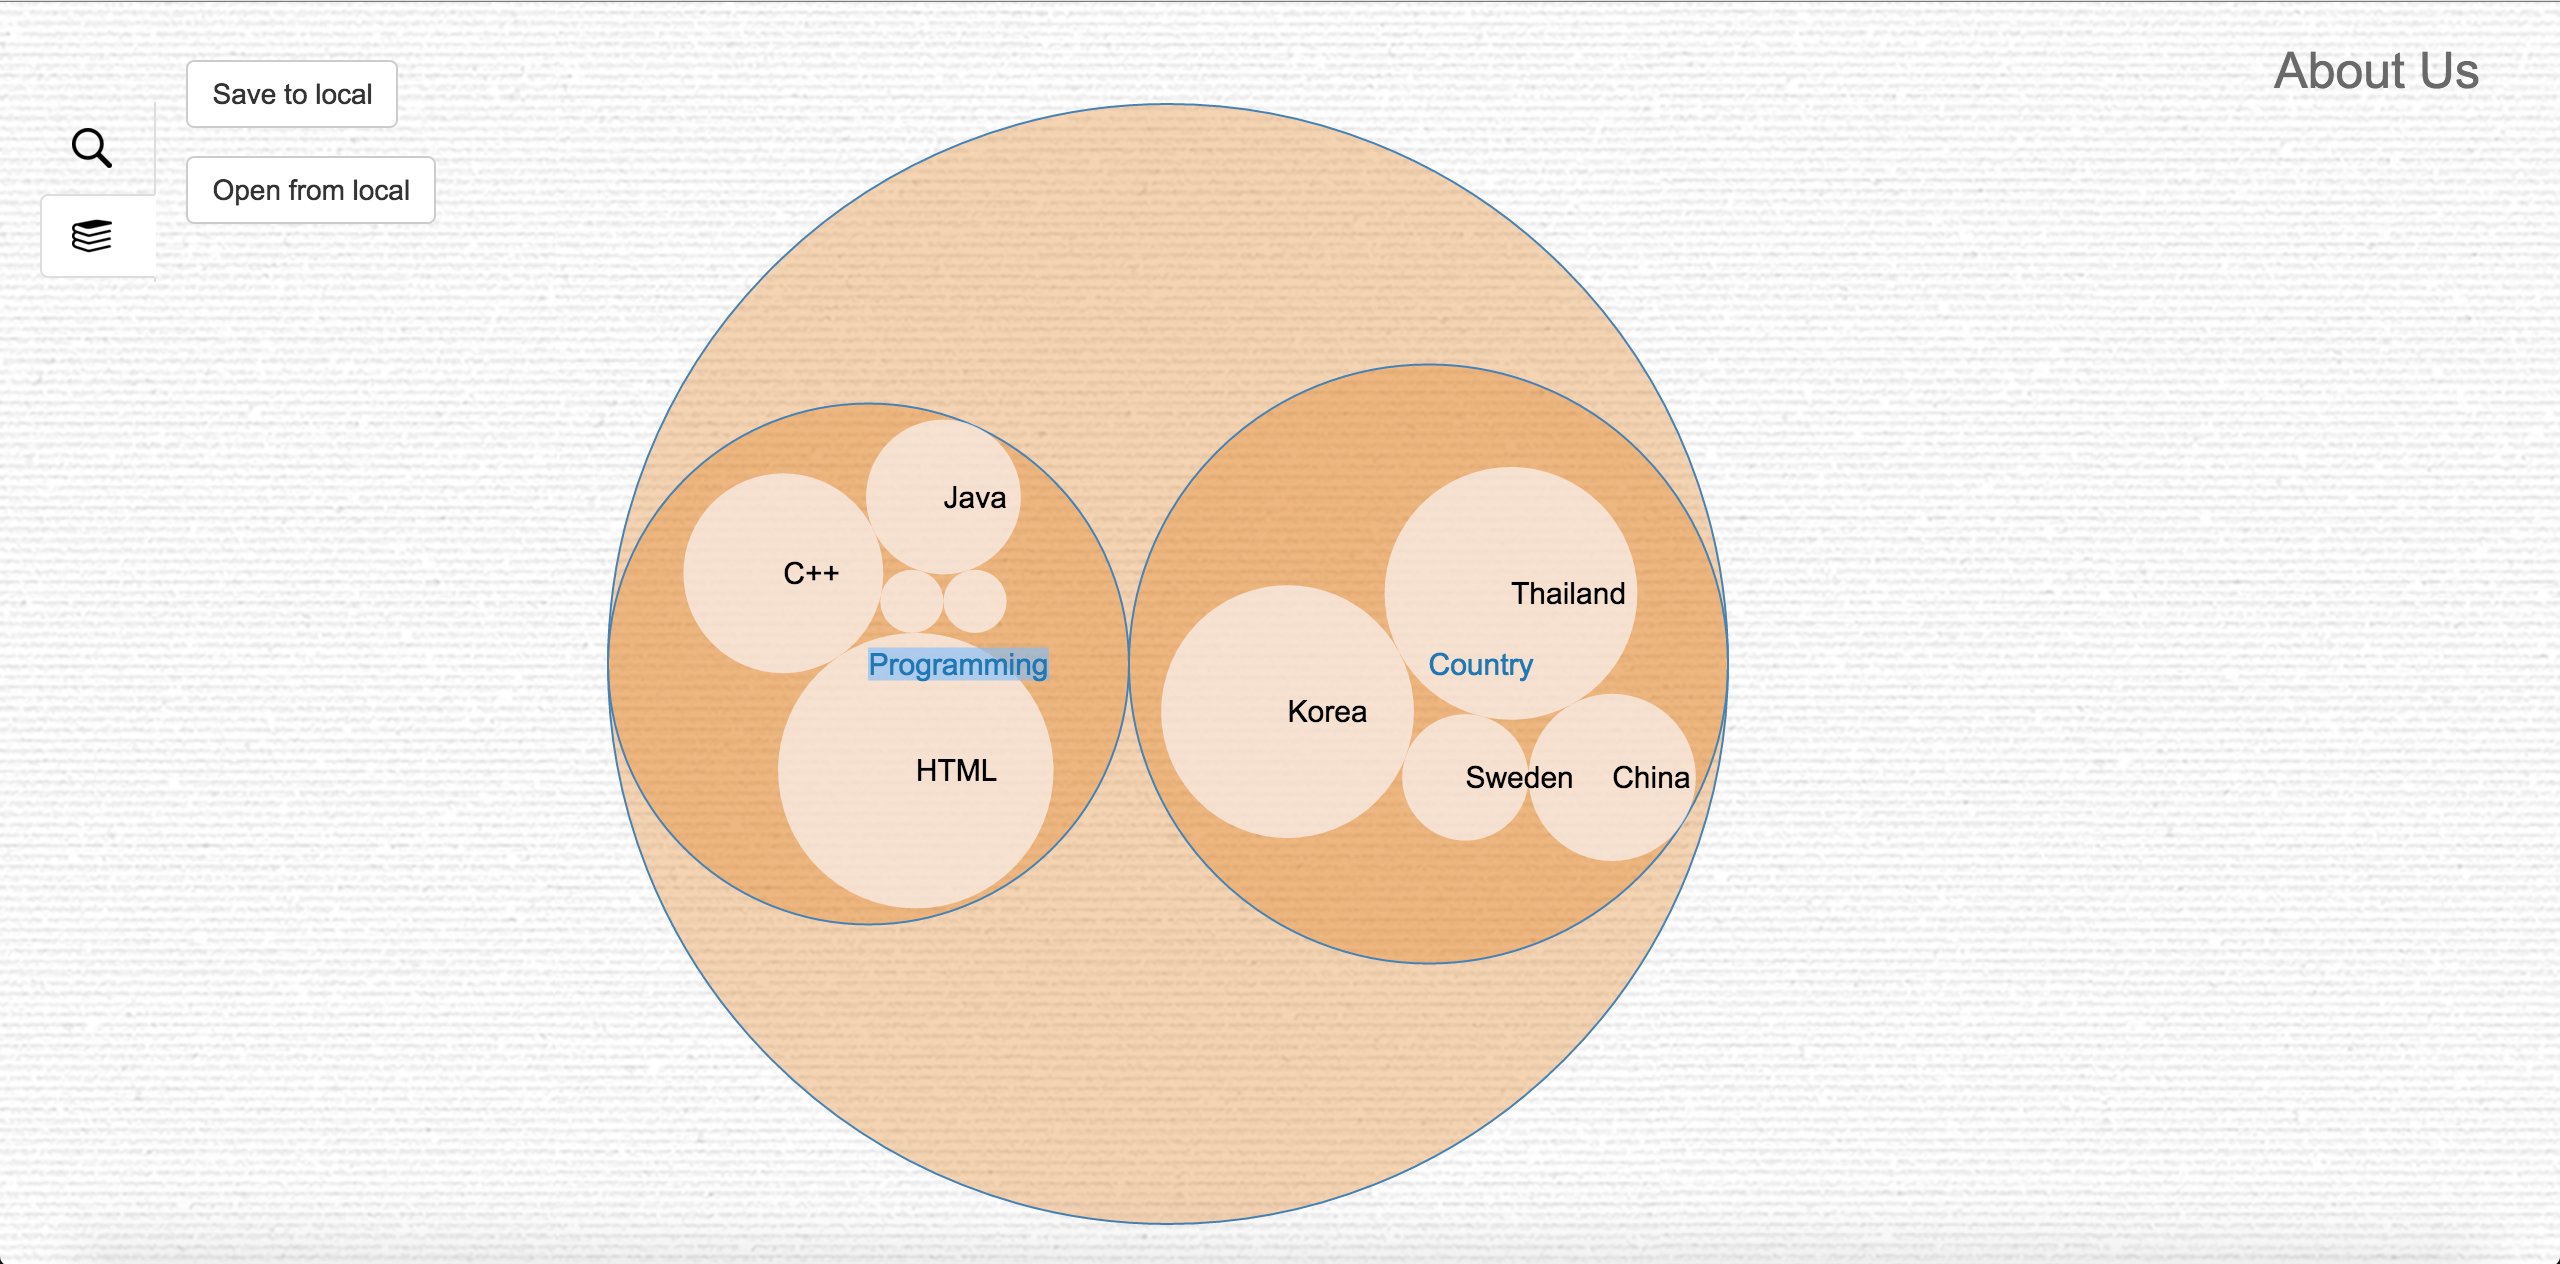 Save to local
About Us
Open from local
Java
C++
Programming
HTML
Thailand
Country
Korea
Sweden
China